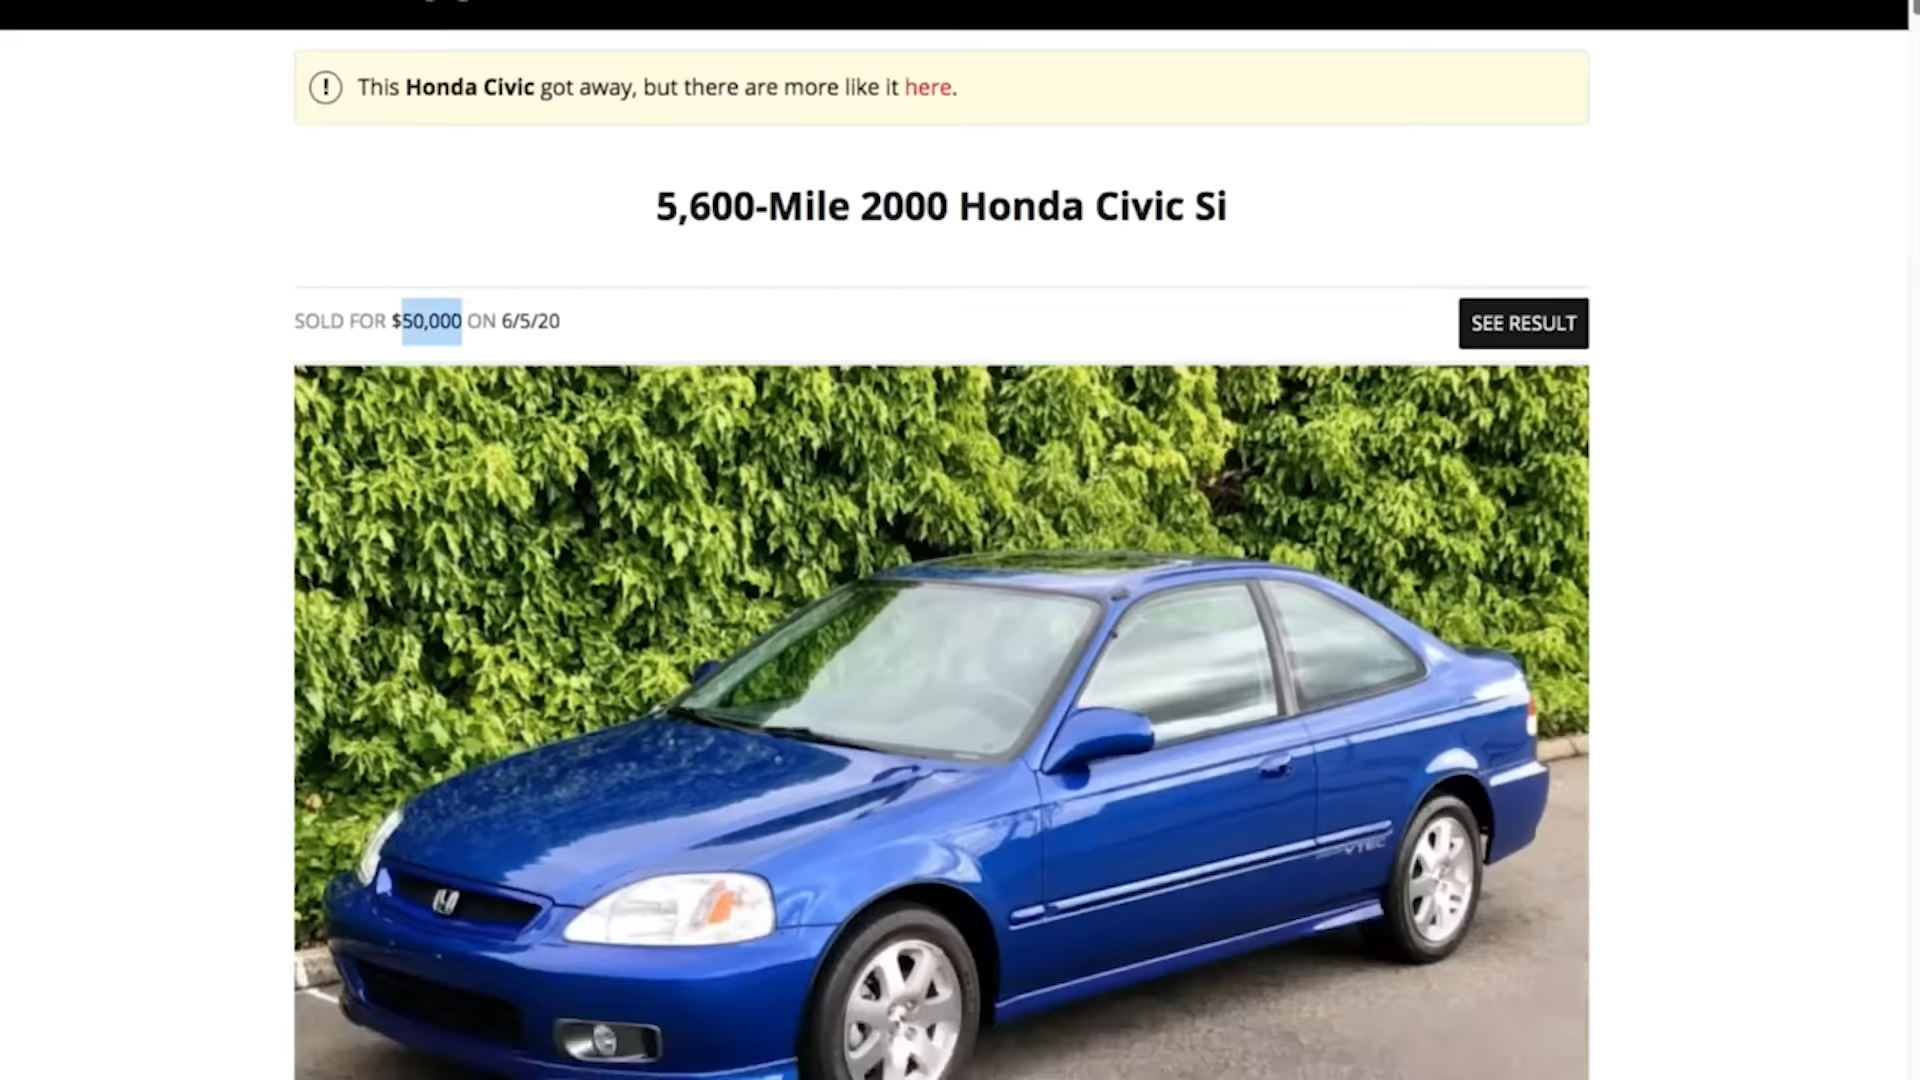 ! This Honda Civic got away, but there are more like it here.
5,600-Mile 2000 Honda Civic Si
SOLD FOR $50,000 ON 6/5/20
SEE RESULT
VTEC